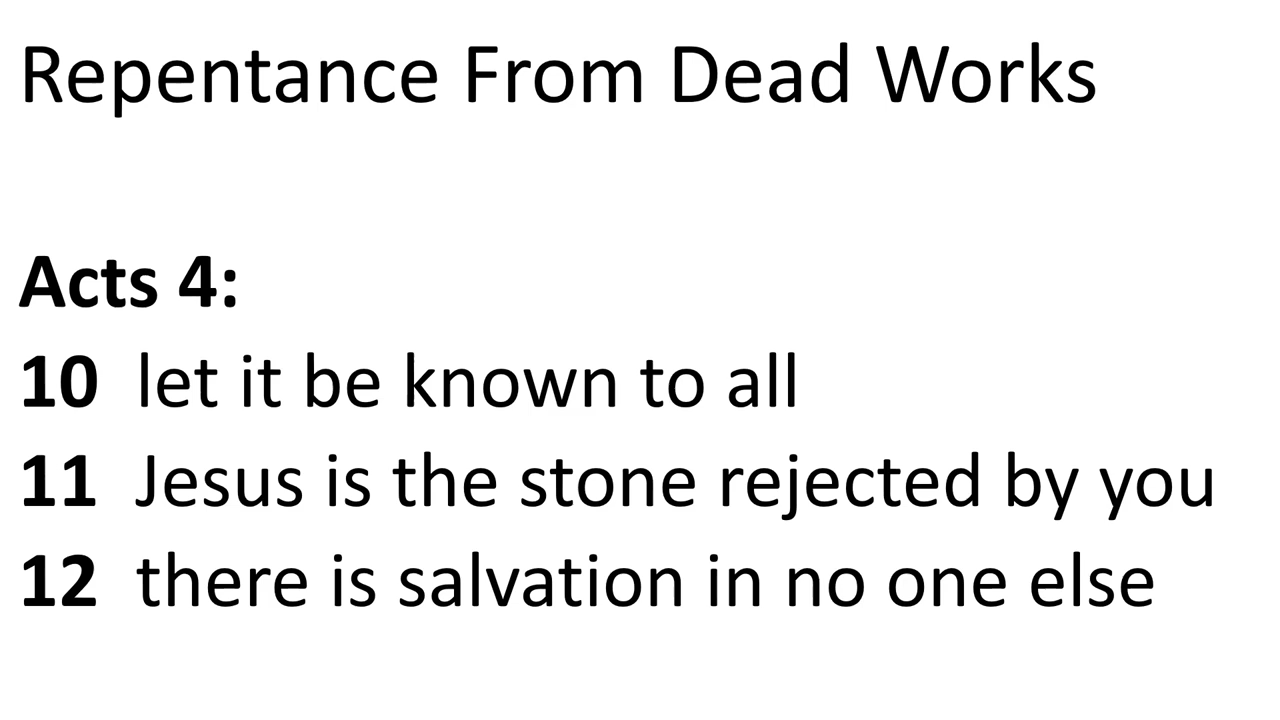 Repentance From Dead Works
Acts 4:
10 let it be known to all
11 Jesus is the stone rejected by you
12 there is salvation in no one else